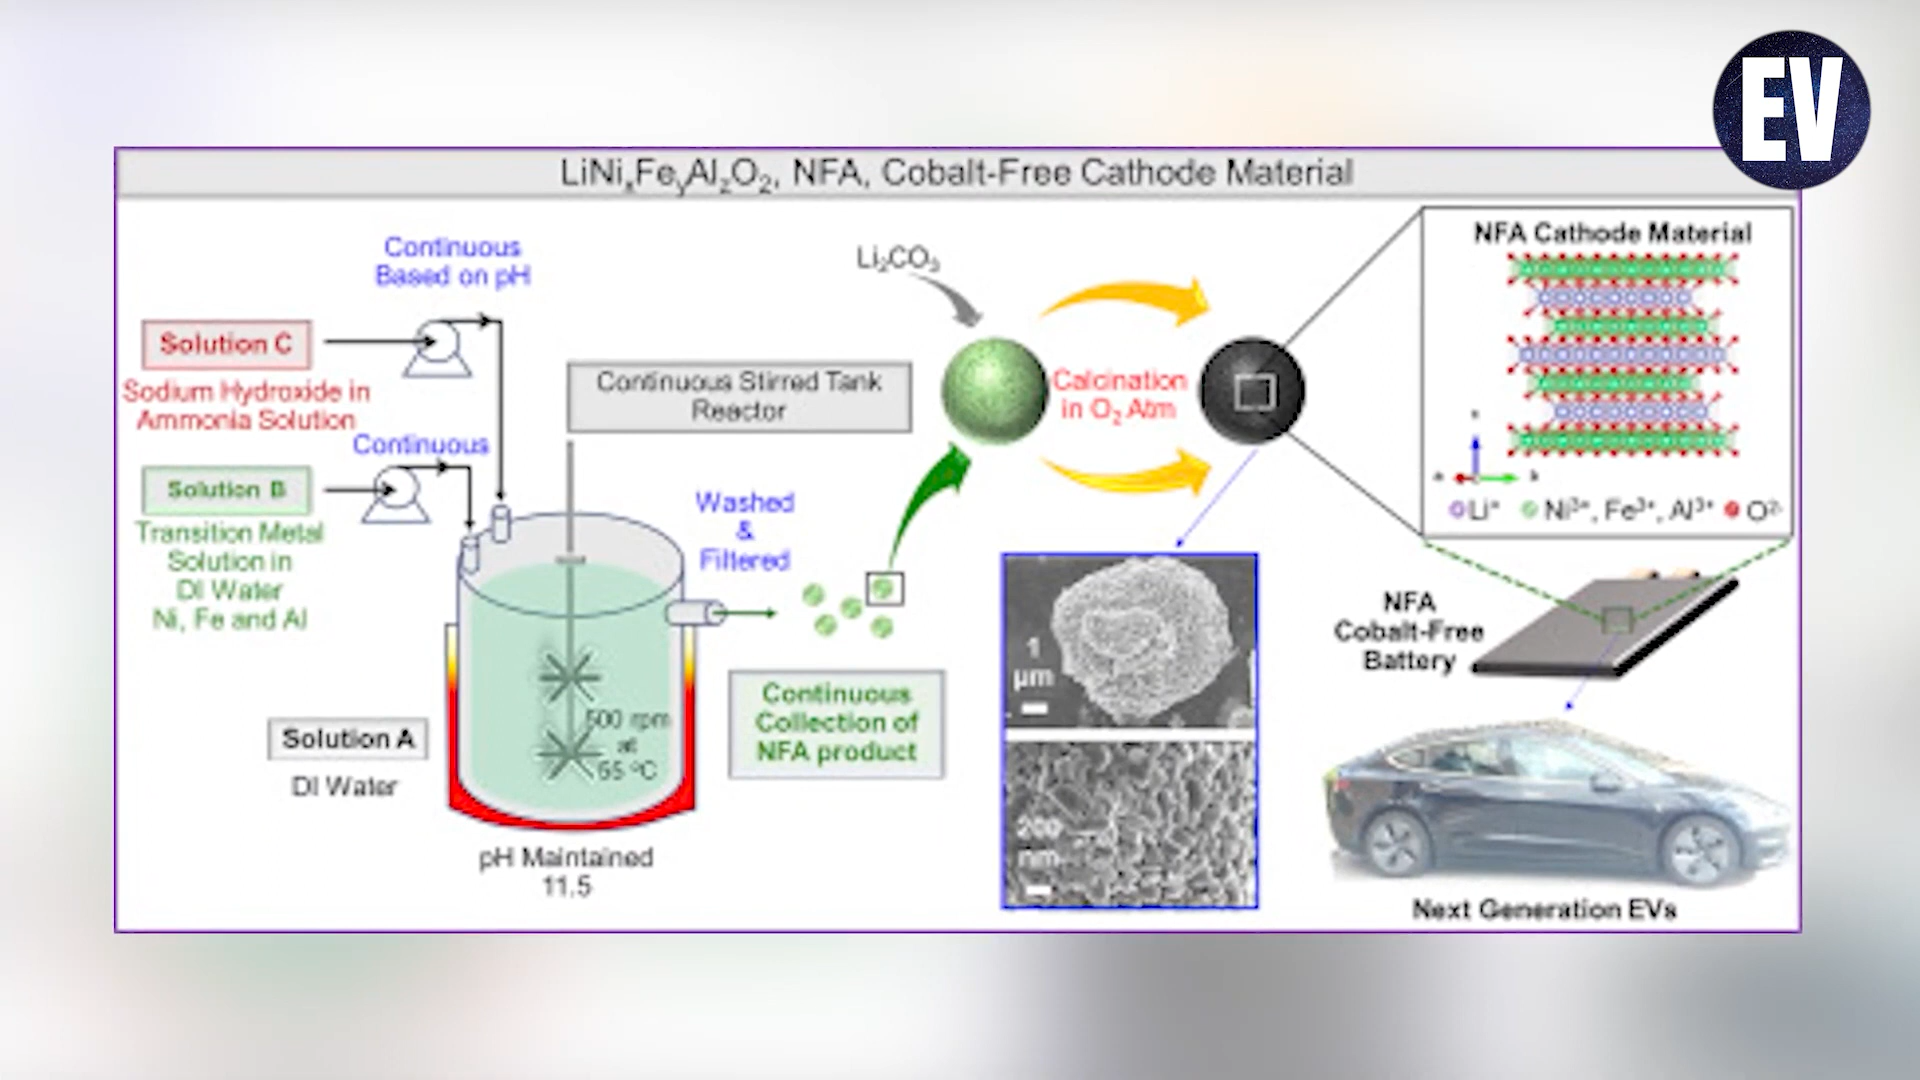 EV
LiNiₓFeᵧAl_zO₂, NFA, Cobalt-Free Cathode Material
Continuous
Based on pH
Solution C
Sodium Hydroxide in
Ammonia Solution
Continuous
Solution B
Transition Metal
Solution in
DI Water
Ni, Fe and Al
Continuous Stirred Tank
Reactor
Solution A
DI Water
500 rpm
at
55 ºC
pH Maintained
11.5
Washed
&
Filtered
Continuous
Collection of
NFA product
Li₂CO₃
Calcination
in O₂ Atm
1
µm
200
nm
NFA Cathode Material
Li⁺ Ni³⁺, Fe³⁺, Al³⁺ O²⁻
NFA
Cobalt-Free
Battery
Next Generation EVs